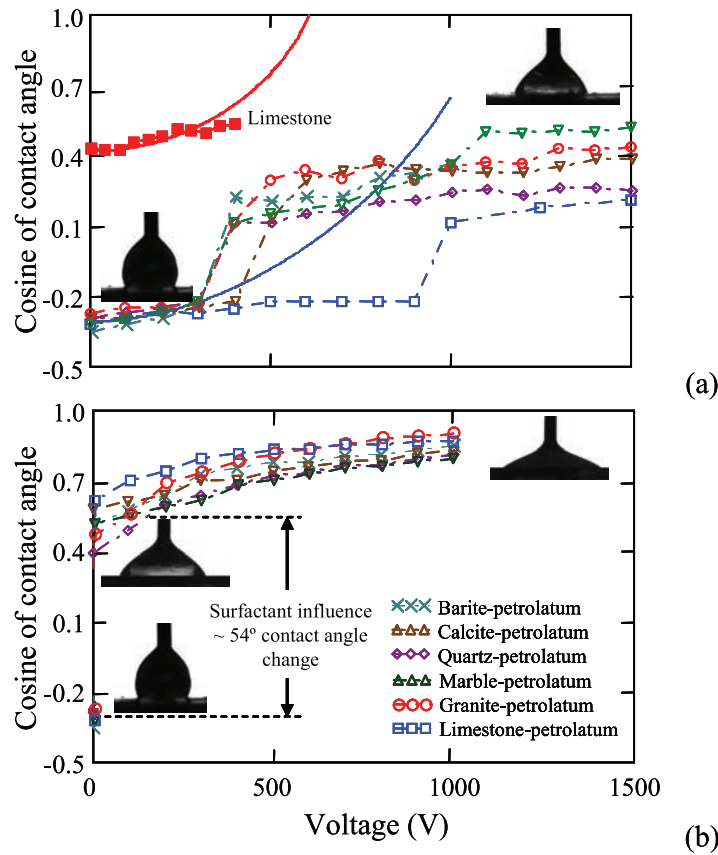 1.0
0.7
0.4
0.1
-0.2
-0.5
Cosine of contact angle
Limestone
(a)
1.0
0.7
0.4
0.1
-0.2
-0.5
Cosine of contact angle
Surfactant influence
~ 54º contact angle
change
Barite-petrolatum
Calcite-petrolatum
Quartz-petrolatum
Marble-petrolatum
Granite-petrolatum
Limestone-petrolatum
0
500
1000
1500
Voltage (V)
(b)